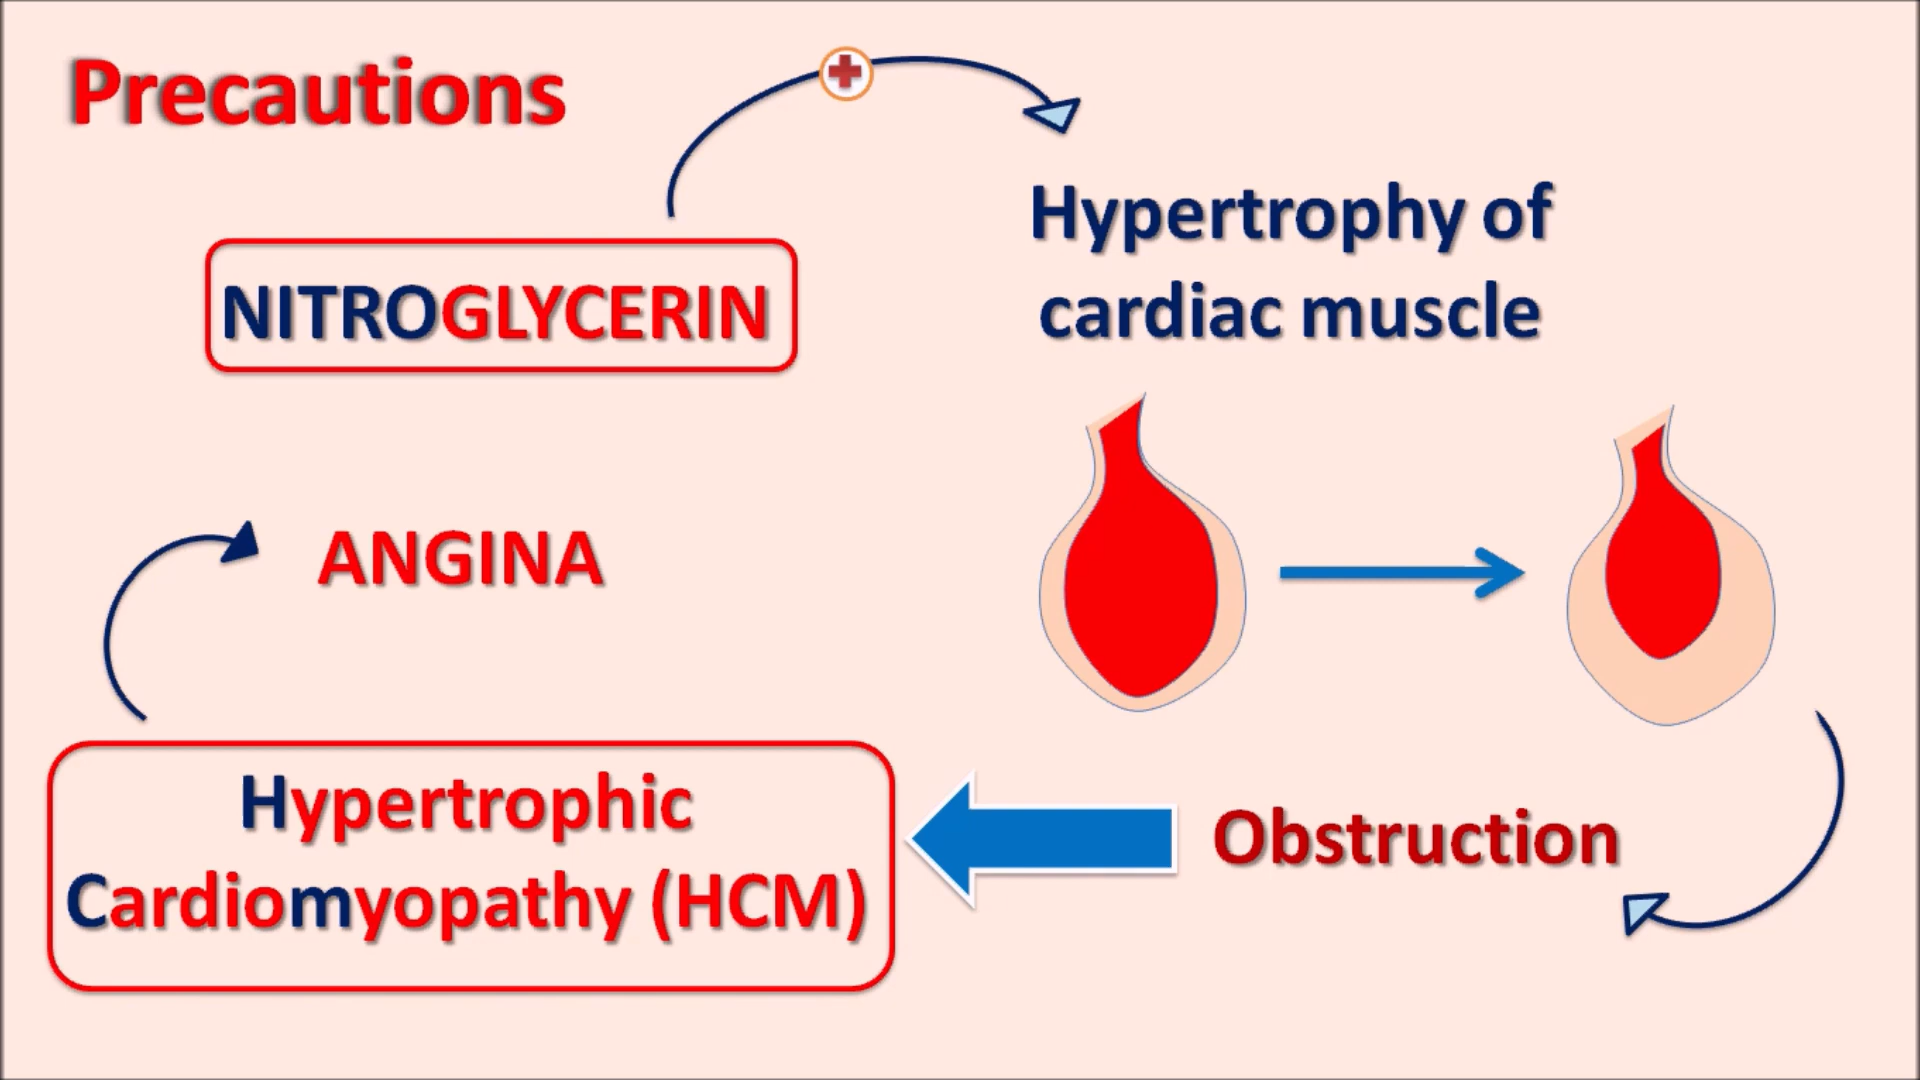 Precautions
NITROGLYCERIN
Hypertrophy of
cardiac muscle
ANGINA
Obstruction
Hypertrophic
Cardiomyopathy (HCM)